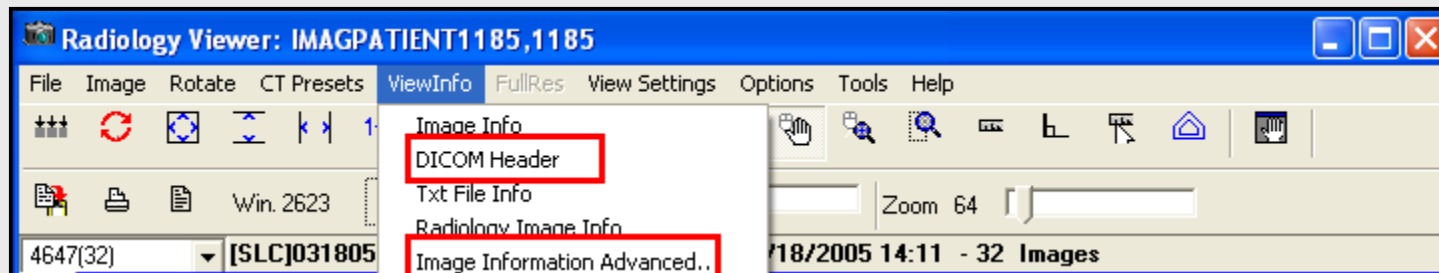 Radiology Viewer: IMAGPATIENT1185,1185
File Image Rotate CT Presets ViewInfo FullRes View Settings Options Tools Help
Image Info
DICOM Header
Txt File Info
Win. 2623
Zoom 64
Radiology Image Info
4647(32) [SLC]031805 /18/2005 14:11 - 32 Images
Image Information Advanced..